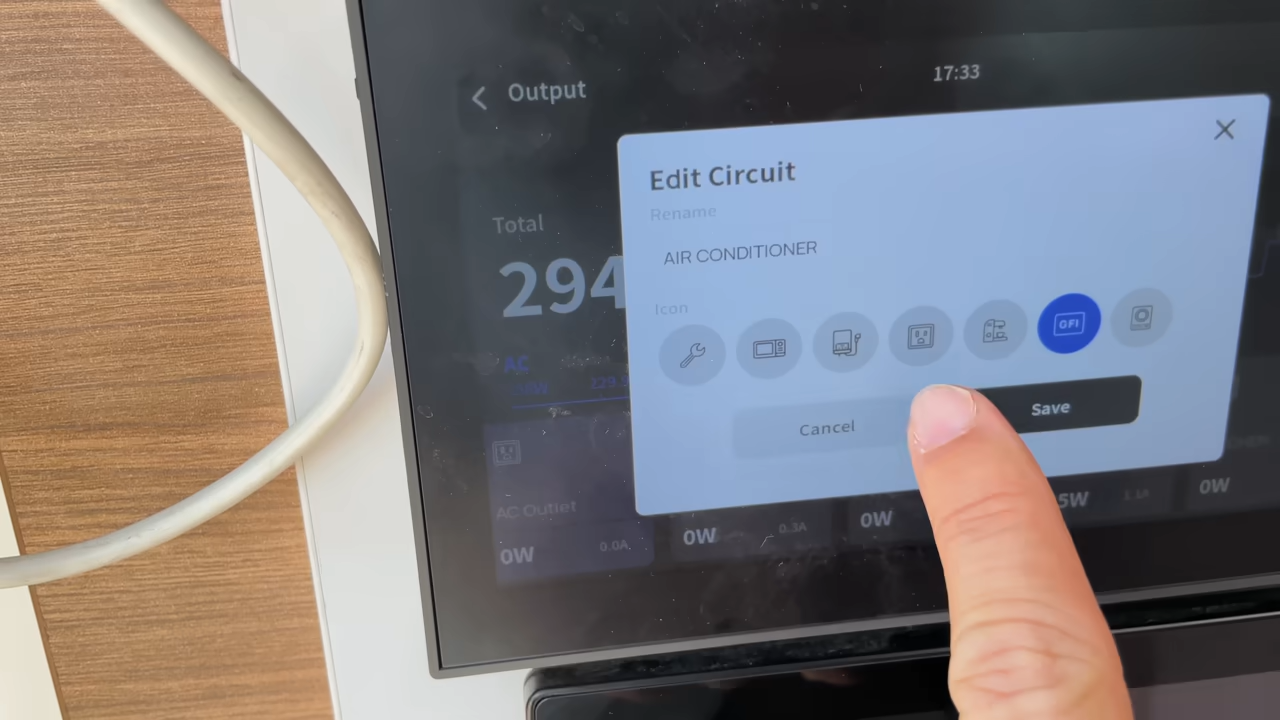 Output
17:33
Edit Circuit
Rename
AIR CONDITIONER
Icon
GFI
Cancel
Save
Total
294
AC
AC Outlet
0W
0.0A
0W
0.3A
0W
5W
0W